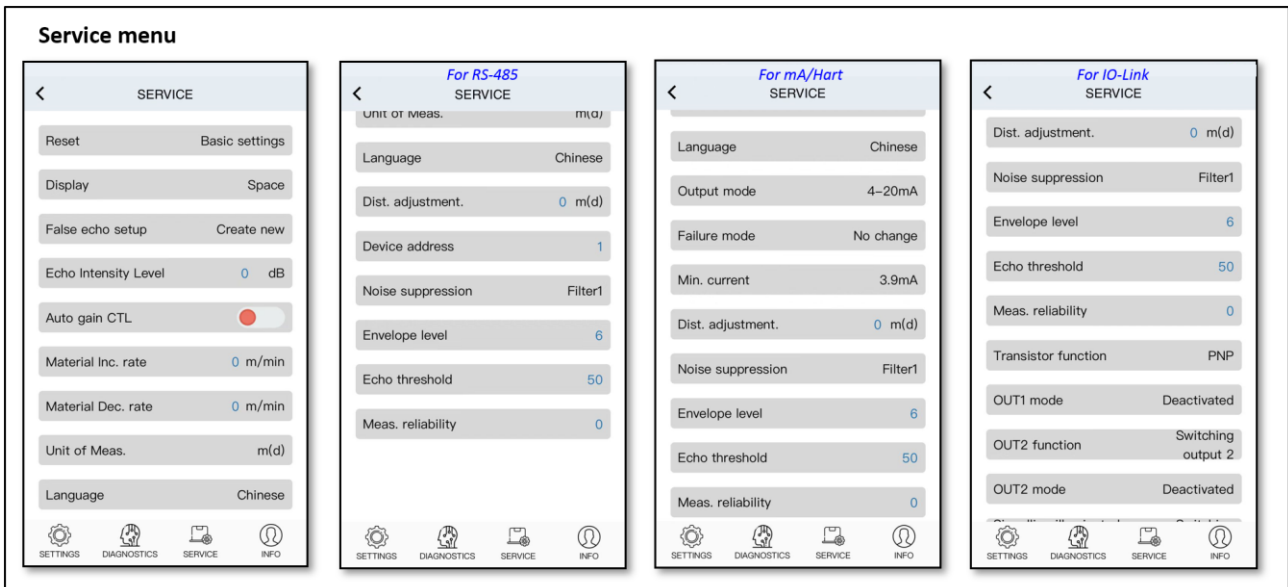 Service menu
SERVICE
Reset Basic settings
Display Space
False echo setup Create new
Echo Intensity Level 0 dB
Auto gain CTL
Material Inc. rate 0 m/min
Material Dec. rate 0 m/min
Unit of Meas. m(d)
Language Chinese
SETTINGS DIAGNOSTICS SERVICE INFO
For RS-485
SERVICE
Unit of Meas. m(d)
Language Chinese
Dist. adjustment. 0 m(d)
Device address 1
Noise suppression Filter1
Envelope level 6
Echo threshold 50
Meas. reliability 0
SETTINGS DIAGNOSTICS SERVICE INFO
For mA/Hart
SERVICE
Language Chinese
Output mode 4-20mA
Failure mode No change
Min. current 3.9mA
Dist. adjustment. 0 m(d)
Noise suppression Filter1
Envelope level 6
Echo threshold 50
Meas. reliability 0
SETTINGS DIAGNOSTICS SERVICE INFO
For IO-Link
SERVICE
Dist. adjustment. 0 m(d)
Noise suppression Filter1
Envelope level 6
Echo threshold 50
Meas. reliability 0
Transistor function PNP
OUT1 mode Deactivated
OUT2 function Switching
output 2
OUT2 mode Deactivated
SETTINGS DIAGNOSTICS SERVICE INFO